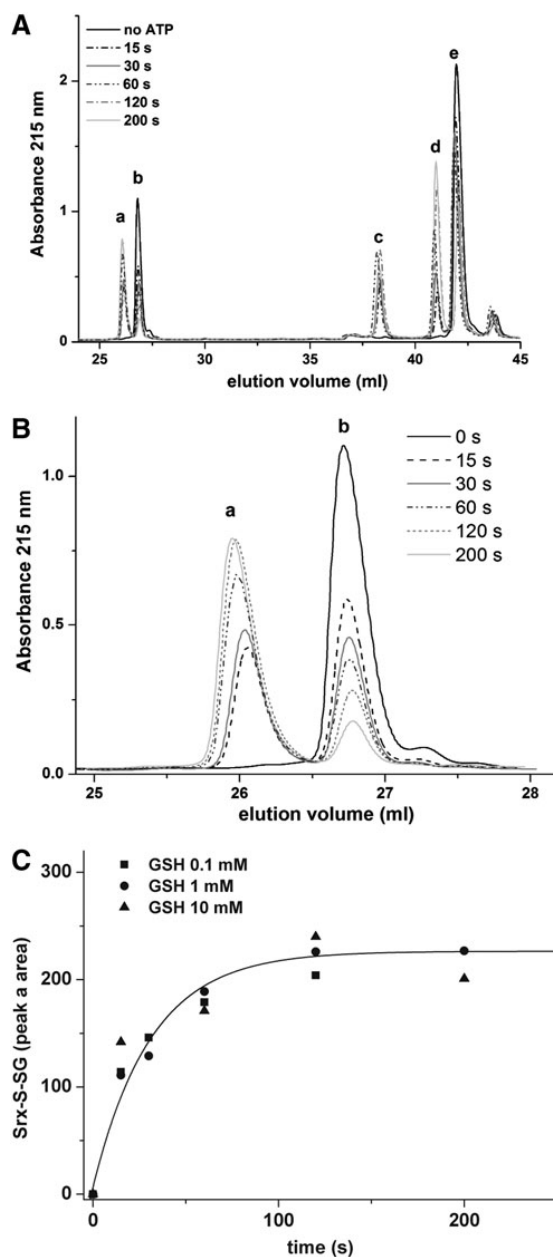 A
no ATP
15 s
30 s
60 s
120 s
200 s
a
b
c
d
e
Absorbance 215 nm
2
1
0
25
30
35
40
45
elution volume (ml)
B
a
b
0 s
15 s
30 s
60 s
120 s
200 s
Absorbance 215 nm
1.0
0.5
0.0
25
26
27
28
elution volume (ml)
C
GSH 0.1 mM
GSH 1 mM
GSH 10 mM
Srx-S-SG (peak a area)
300
200
100
0
0
100
200
time (s)